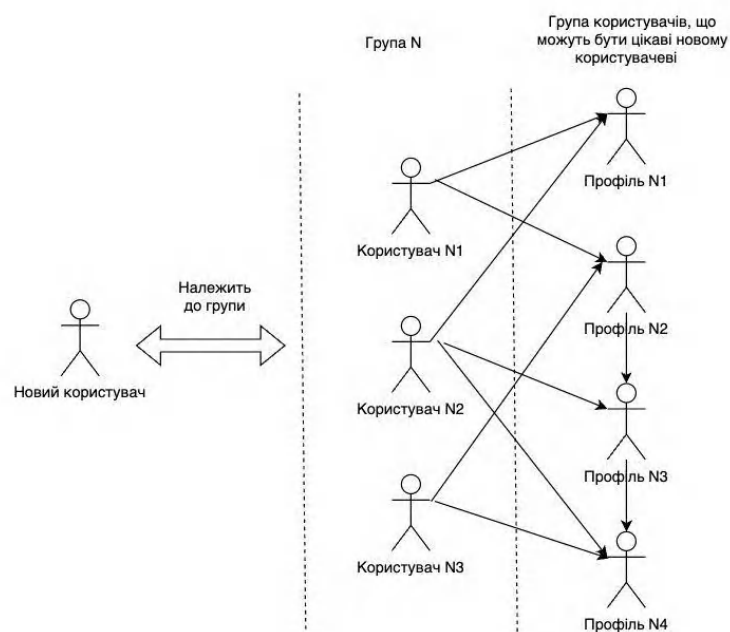 Група N
Група користувачів, що
можуть бути цікаві новому
користувачеві
Профіль N1
Користувач N1
Належить
до групи
Профіль N2
Новий користувач
Користувач N2
Профіль N3
Користувач N3
Профіль N4